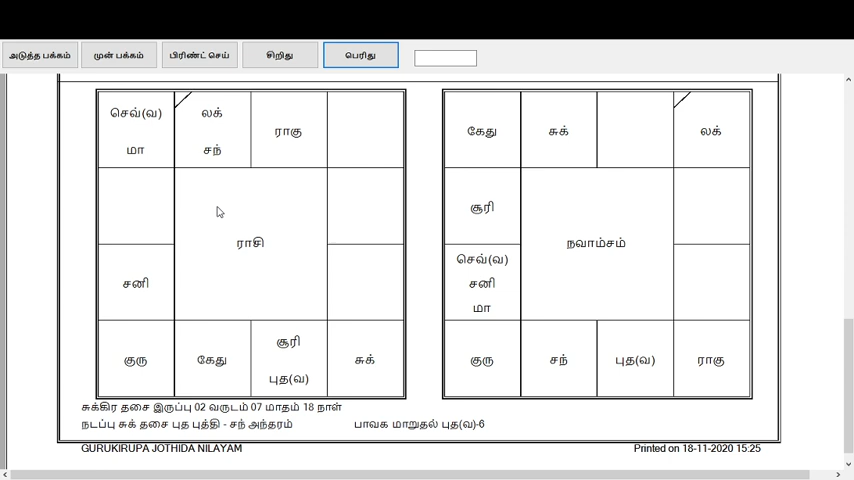 அடுத்த பக்கம் முன் பக்கம் பிரிண்ட் செய் சிறிது பெரிது
செவ்(வ) லக் ராகு
மா சந்
ராசி
சனி
குரு கேது சூரி சுக்
புத(வ)
கேது சுக் லக்
சூரி
நவாம்சம்
செவ்(வ)
சனி
மா
குரு சந் புத(வ) ராகு
சுக்கிர தசை இருப்பு 02 வருடம் 07 மாதம் 18 நாள்
நடப்பு சுக் தசை புத புத்தி - சந் அந்தரம் பாவக மாறுதல் புத(வ)-6
GURUKIRUPA JOTHIDA NILAYAM Printed on 18-11-2020 15:25